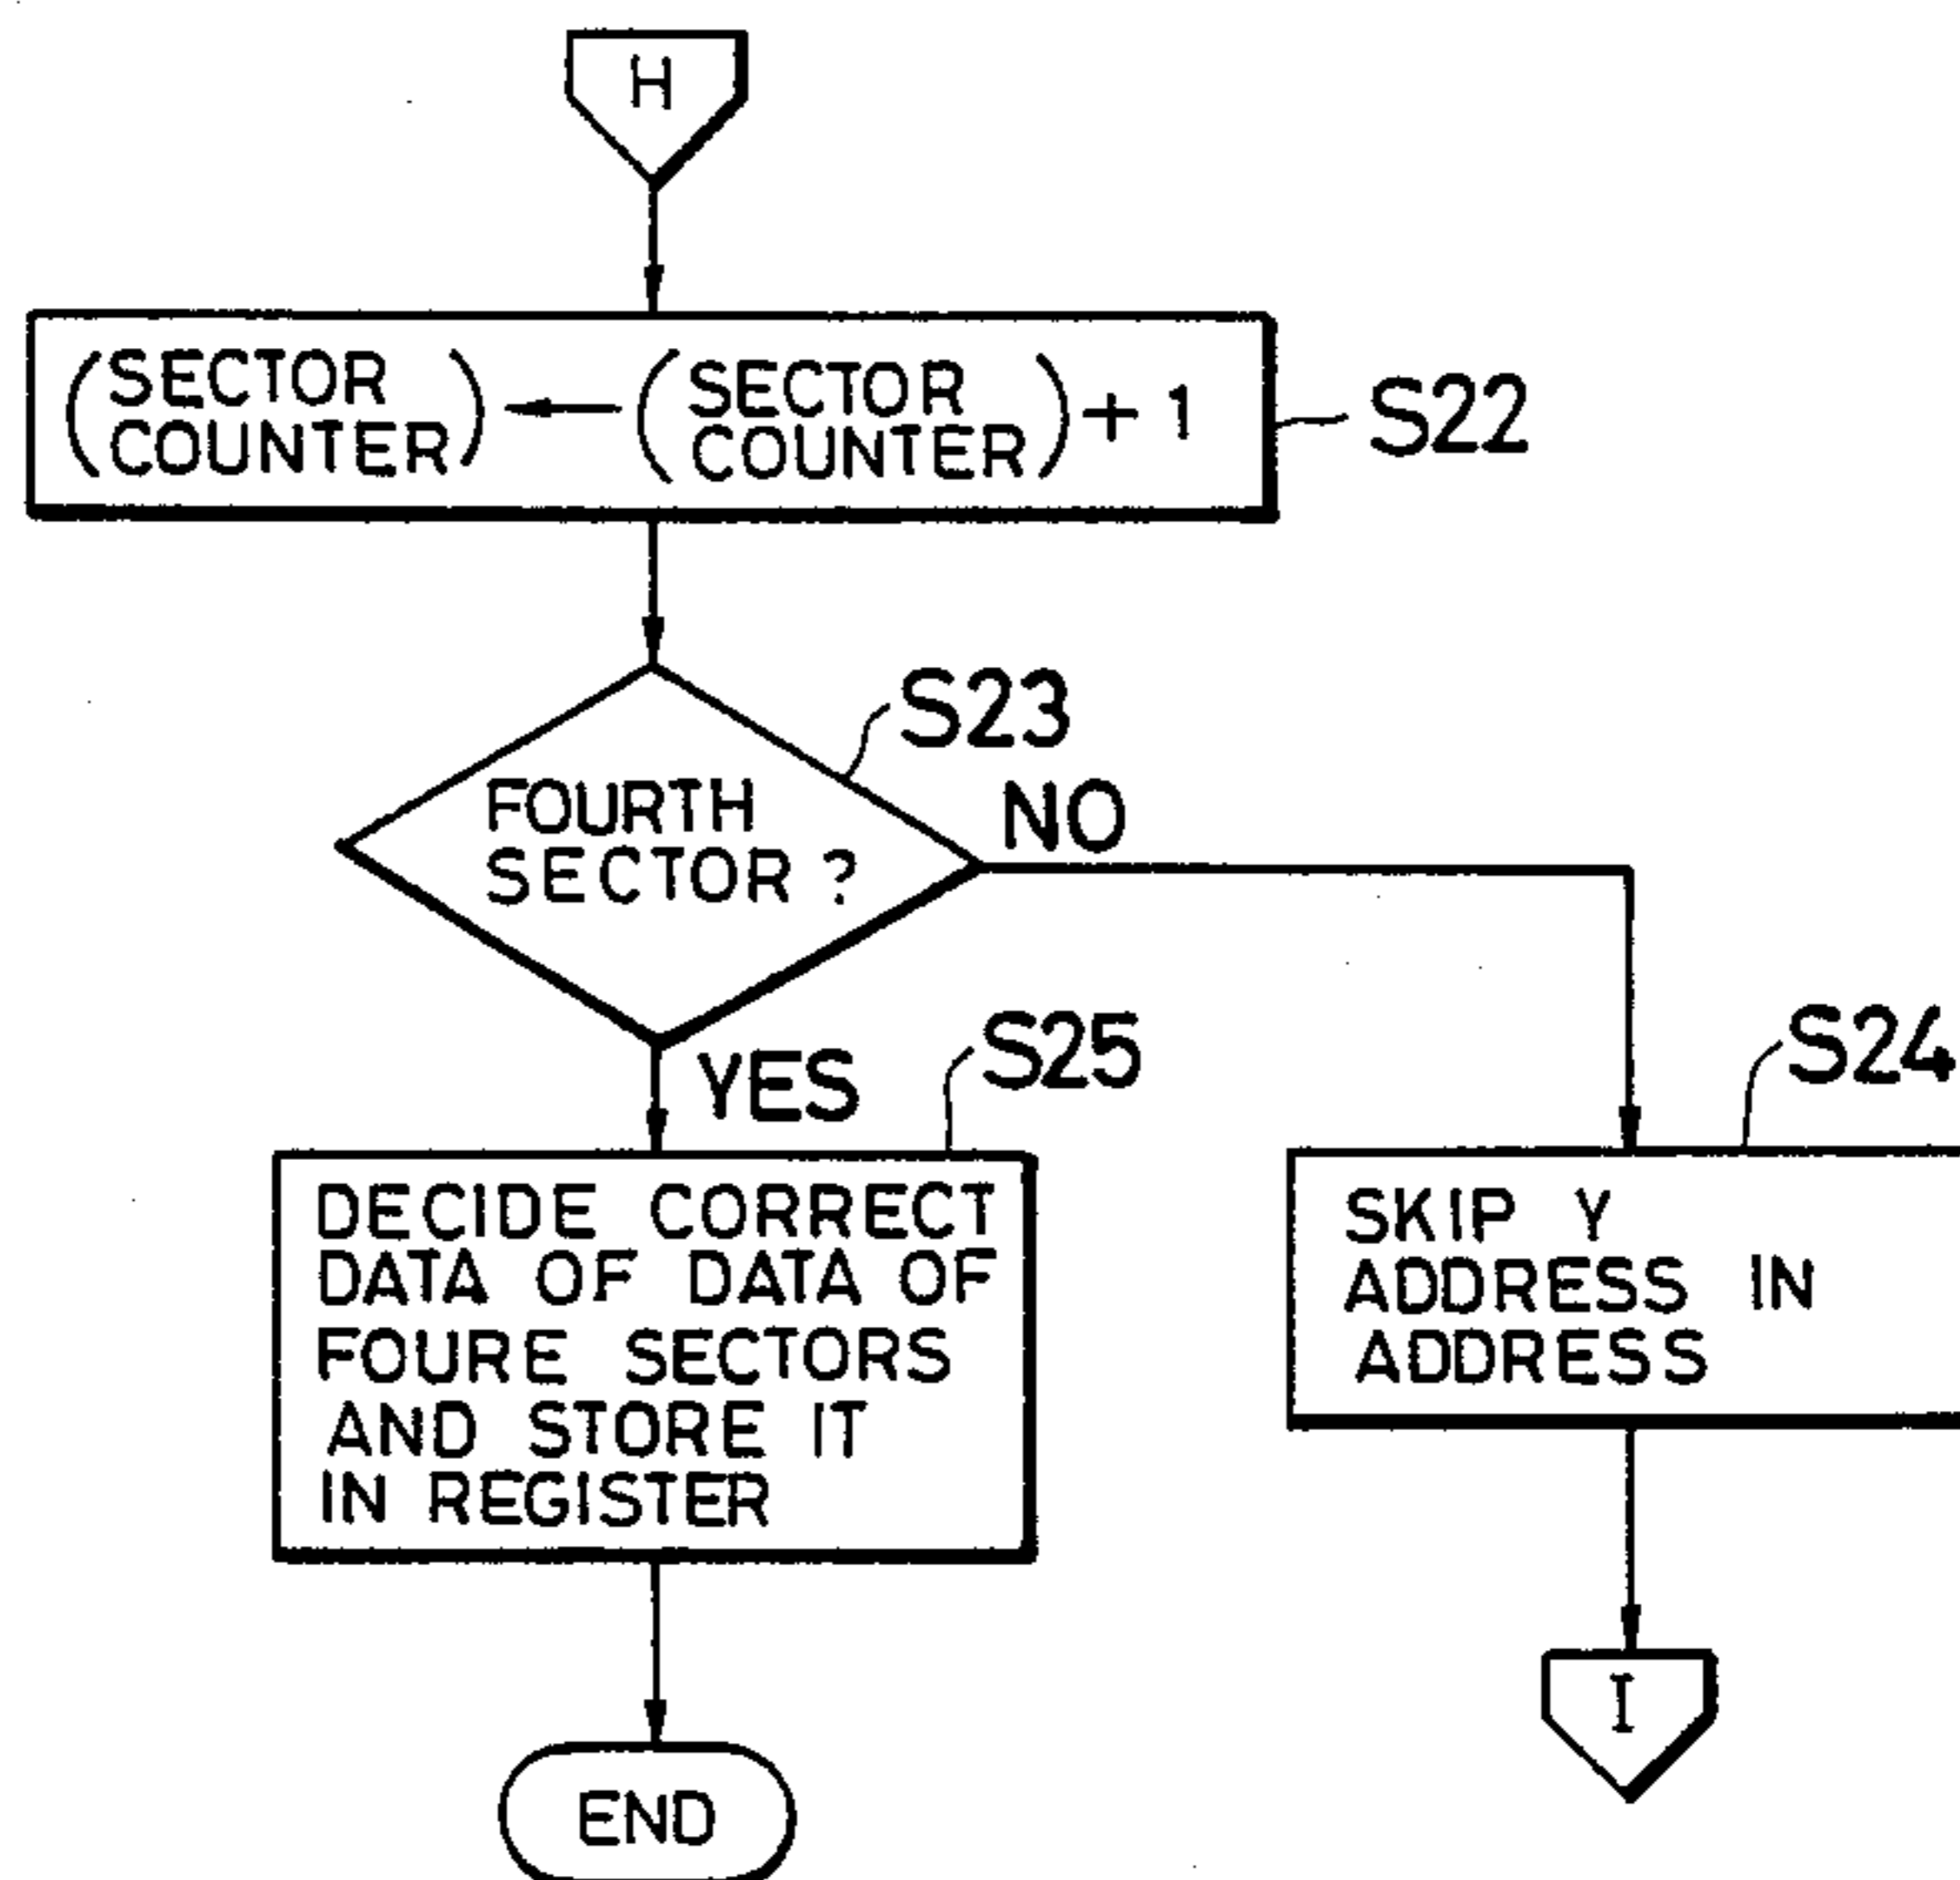 H
(SECTOR COUNTER) ← (SECTOR COUNTER) + 1
S22
S23
FOURTH
SECTOR ?
NO
YES
S25
S24
DECIDE CORRECT
DATA OF DATA OF
FOURE SECTORS
AND STORE IT
IN REGISTER
SKIP Y
ADDRESS IN
ADDRESS
END
I